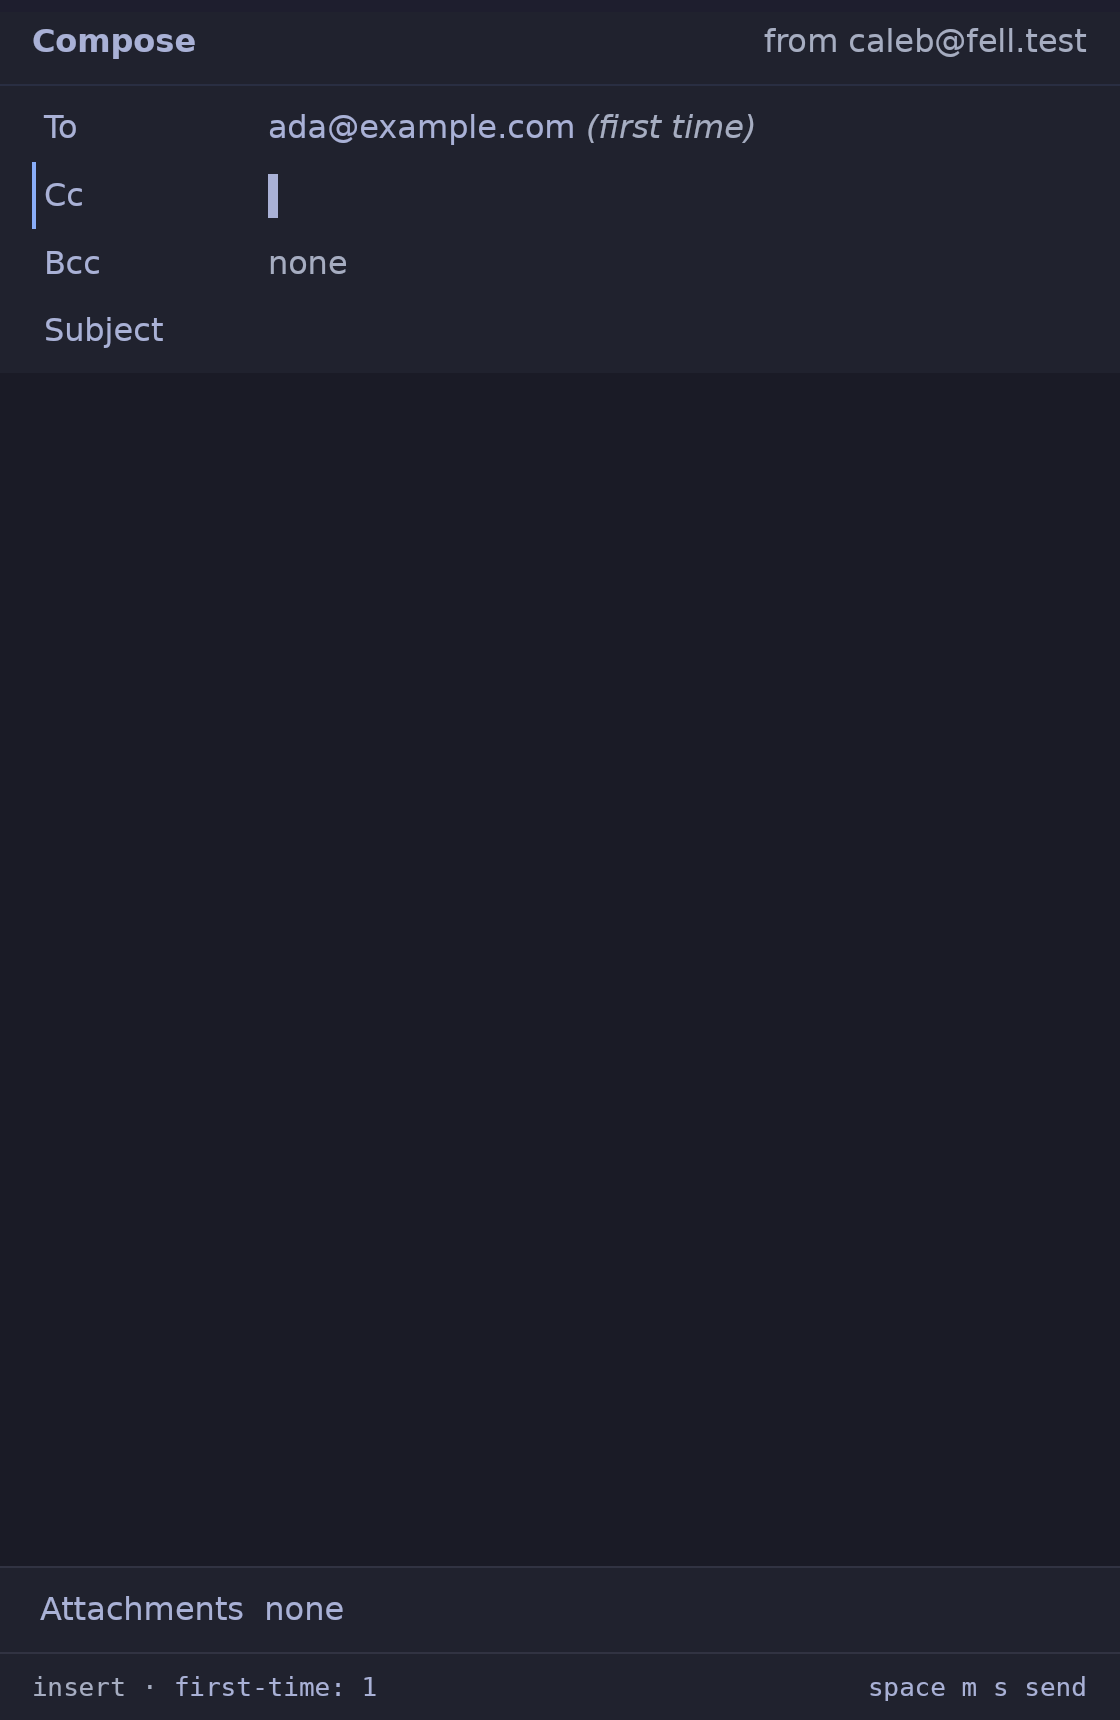 Compose from caleb@fell.test
To ada@example.com (first time)
Cc
Bcc none
Subject
Attachments none
insert · first-time: 1 space m s send